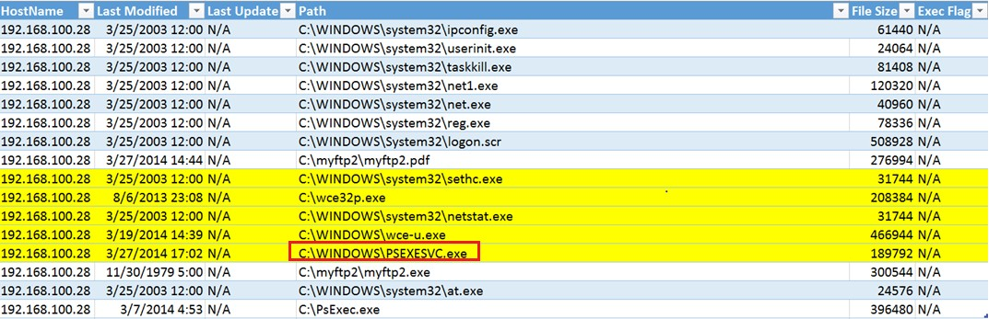 HostName Last Modified Last Update Path File Size Exec Flag
192.168.100.28 3/25/2003 12:00 N/A C:\WINDOWS\system32\ipconfig.exe 61440 N/A
192.168.100.28 3/25/2003 12:00 N/A C:\WINDOWS\system32\userinit.exe 24064 N/A
192.168.100.28 3/25/2003 12:00 N/A C:\WINDOWS\system32\taskkill.exe 81408 N/A
192.168.100.28 3/25/2003 12:00 N/A C:\WINDOWS\system32\net1.exe 120320 N/A
192.168.100.28 3/25/2003 12:00 N/A C:\WINDOWS\system32\net.exe 40960 N/A
192.168.100.28 3/25/2003 12:00 N/A C:\WINDOWS\system32\reg.exe 78336 N/A
192.168.100.28 3/25/2003 12:00 N/A C:\WINDOWS\System32\logon.scr 508928 N/A
192.168.100.28 3/27/2014 14:44 N/A C:\myftp2\myftp2.pdf 276994 N/A
192.168.100.28 3/25/2003 12:00 N/A C:\WINDOWS\system32\sethc.exe 31744 N/A
192.168.100.28 8/6/2013 23:08 N/A C:\wce32p.exe 208384 N/A
192.168.100.28 3/25/2003 12:00 N/A C:\WINDOWS\system32\netstat.exe 31744 N/A
192.168.100.28 3/19/2014 14:39 N/A C:\WINDOWS\wce-u.exe 466944 N/A
192.168.100.28 3/27/2014 17:02 N/A C:\WINDOWS\PSEXESVC.exe 189792 N/A
192.168.100.28 11/30/1979 5:00 N/A C:\myftp2\myftp2.exe 300544 N/A
192.168.100.28 3/25/2003 12:00 N/A C:\WINDOWS\system32\at.exe 24576 N/A
192.168.100.28 3/7/2014 4:53 N/A C:\PsExec.exe 396480 N/A